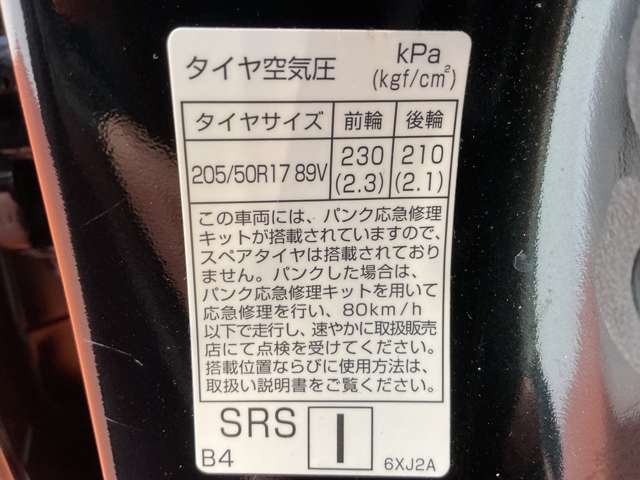 タイヤ空気圧 kPa
(kgf/cm²)
タイヤサイズ 前輪 後輪
205/50R17 89V 230 210
(2.3) (2.1)
この車両には、パンク応急修理
キットが搭載されていますので、
スペアタイヤは搭載されており
ません。パンクした場合は、
パンク応急修理キットを用いて
応急修理を行い、80km/h
以下で走行し、速やかに取扱販売
店にて点検を受けてください。
搭載位置ならびに使用方法は、
取扱い説明書をご覧ください。
SRS I
B4 6XJ2A